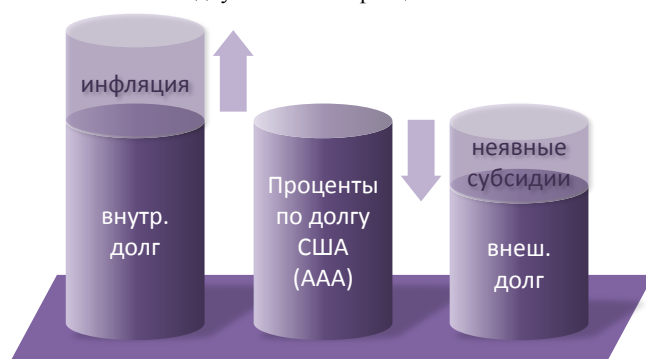 инфляция
внутр.
долг
Проценты
по долгу
США
(ААА)
неявные
субсидии
внеш.
долг